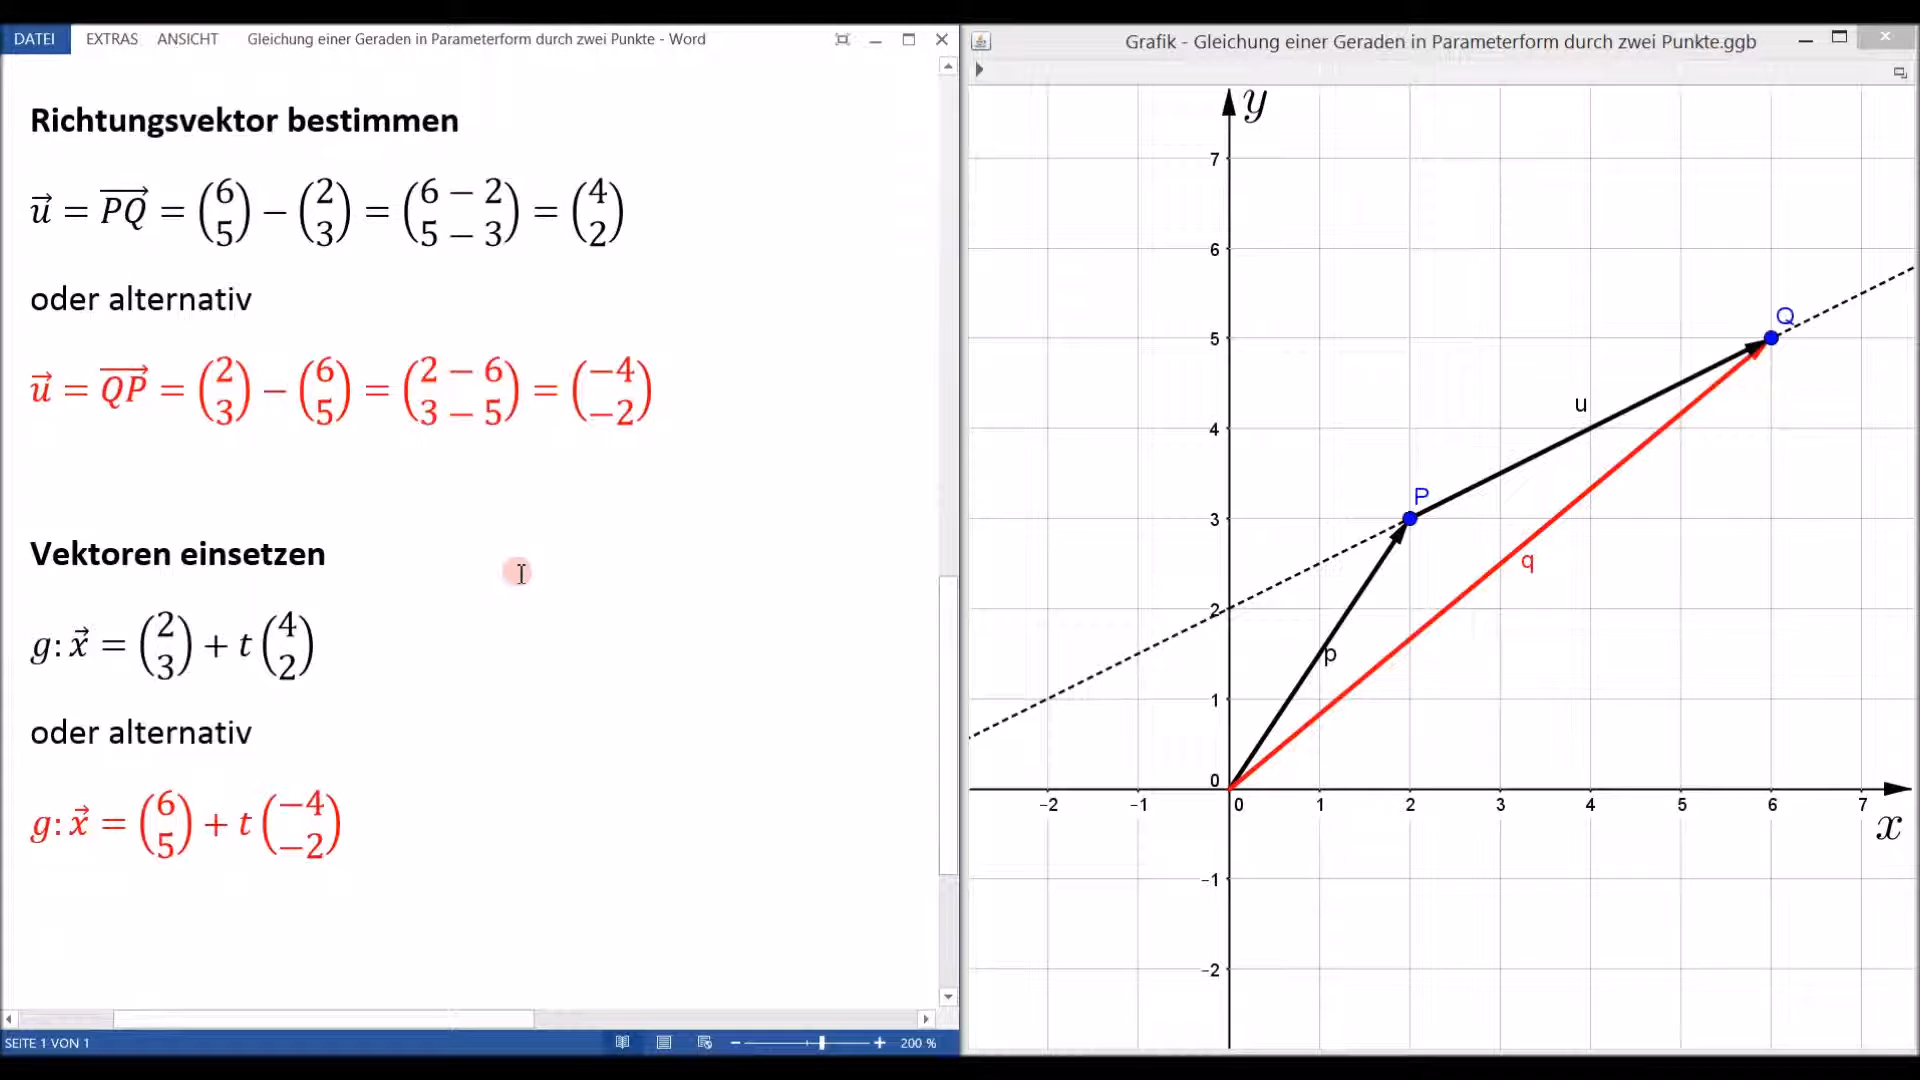 DATEI EXTRAS ANSICHT Gleichung einer Geraden in Parameterform durch zwei Punkte - Word
Richtungsvektor bestimmen
u⃗ = PQ⃗ = (6 5) − (2 3) = (6 − 2 5 − 3) = (4 2)
oder alternativ
u⃗ = QP⃗ = (2 3) − (6 5) = (2 − 6 3 − 5) = (−4 −2)
Vektoren einsetzen
g: x⃗ = (2 3) + t (4 2)
oder alternativ
g: x⃗ = (6 5) + t (−4 −2)
SEITE 1 VON 1
200 %
Grafik - Gleichung einer Geraden in Parameterform durch zwei Punkte.ggb
y
7
6
Q
5
u
4
P
3
q
2
p
1
0
−2 −1 0 1 2 3 4 5 6 7
x
−1
−2